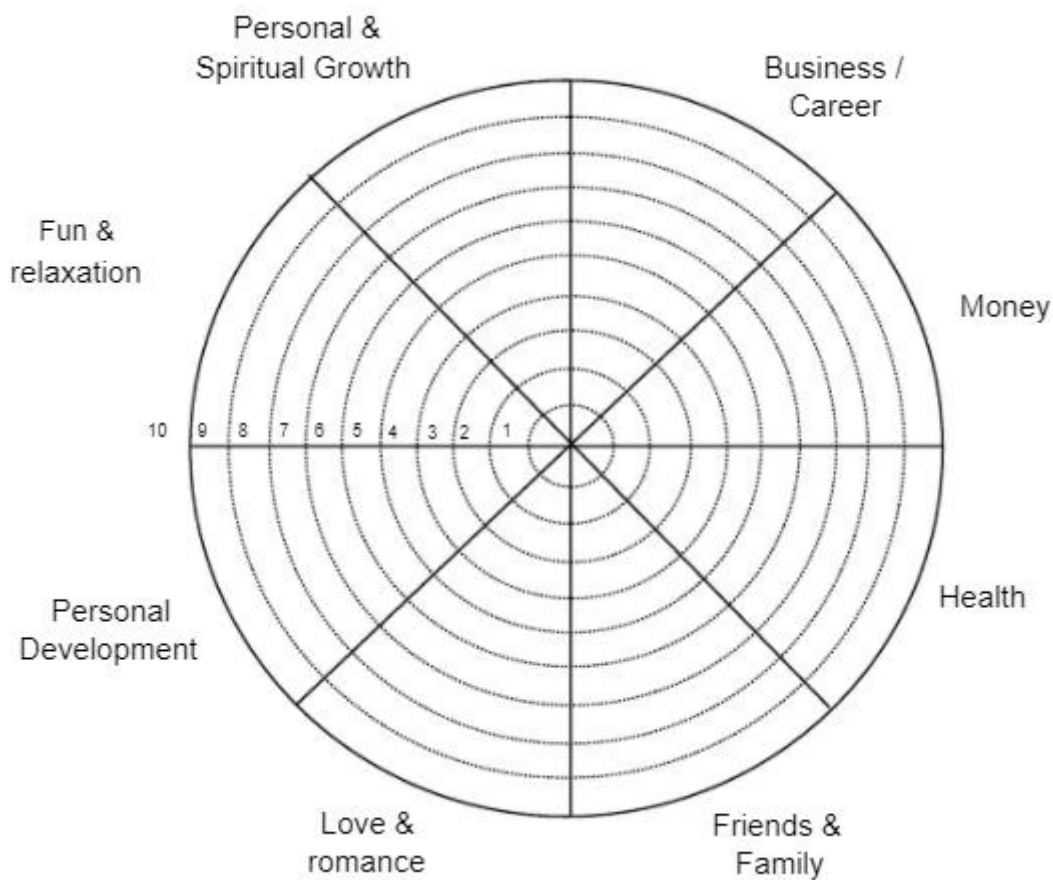 Personal &
Spiritual Growth
Business /
Career
Fun &
relaxation
Money
10 9 8 7 6 5 4 3 2 1
Personal
Development
Health
Love &
romance
Friends &
Family